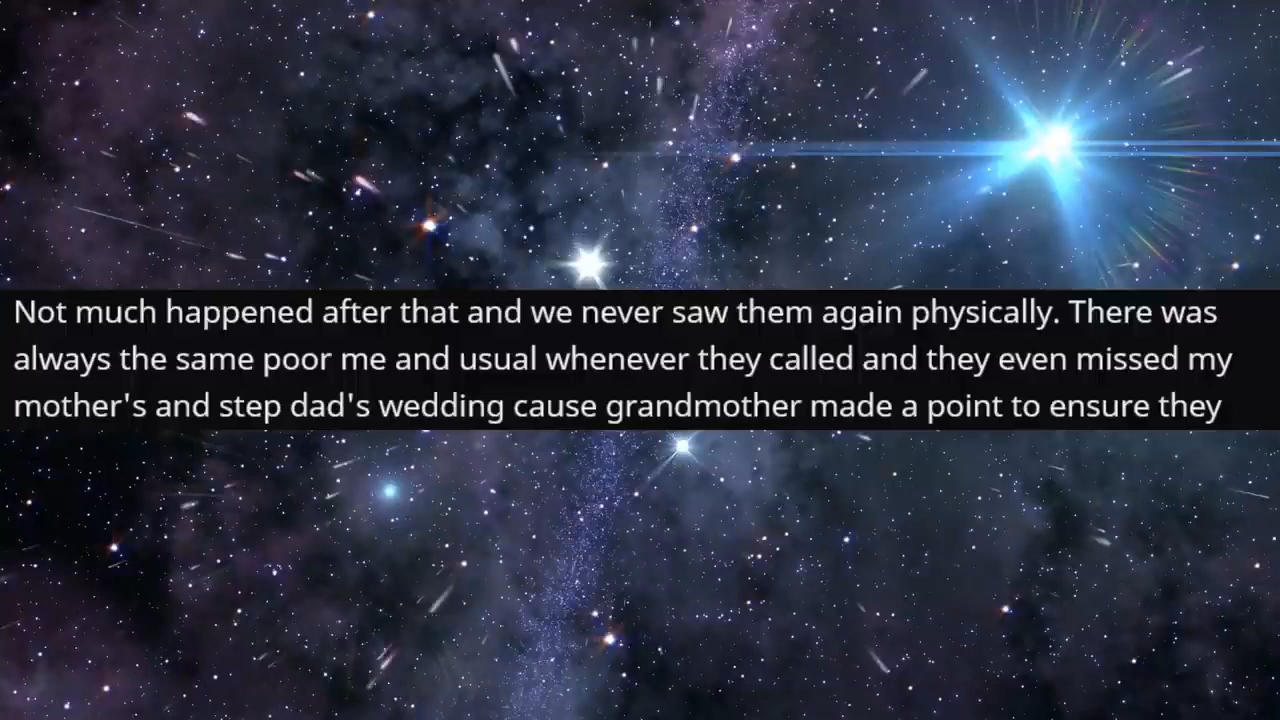 Not much happened after that and we never saw them again physically. There was
always the same poor me and usual whenever they called and they even missed my
mother's and step dad's wedding cause grandmother made a point to ensure they